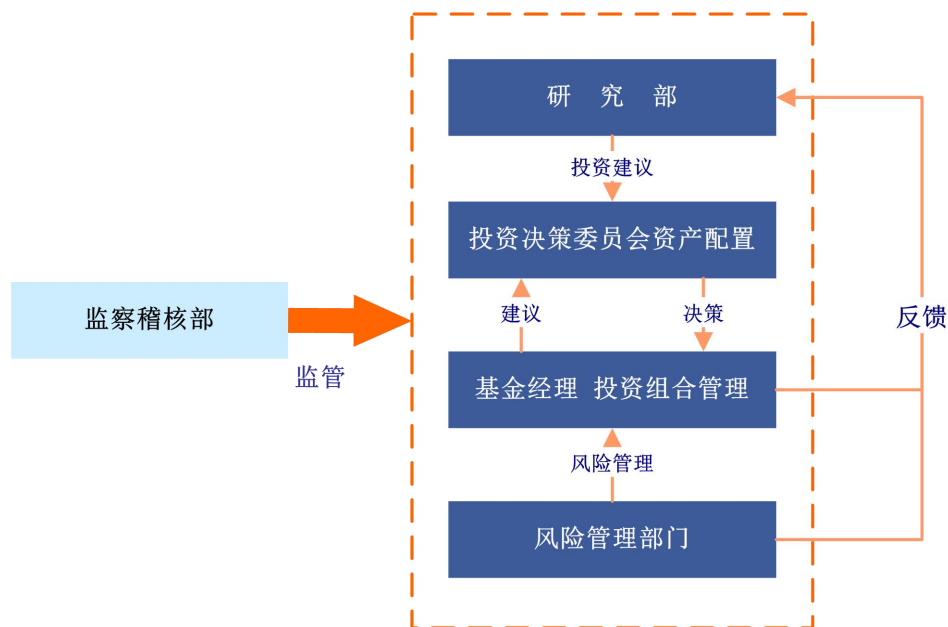 研 究 部
投资建议
投资决策委员会资产配置
监察稽核部
监管
建议
决策
反馈
基金经理 投资组合管理
风险管理
风险管理部门